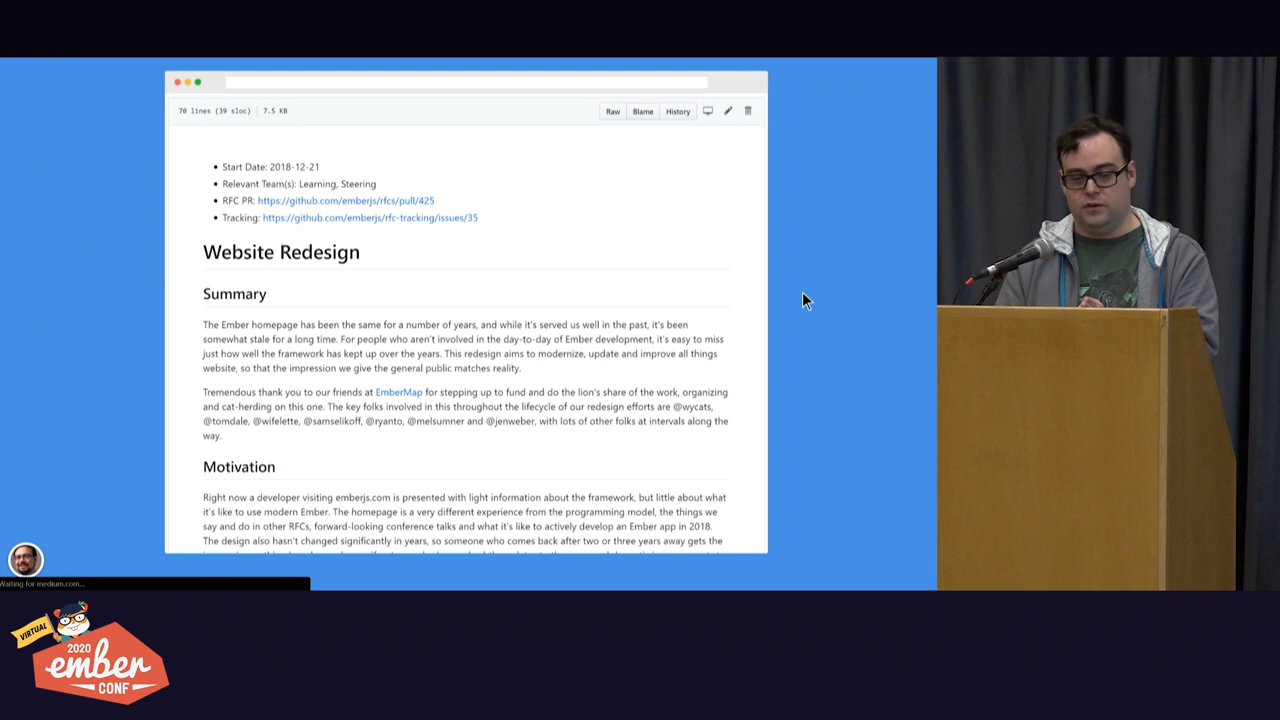 70 lines (39 sloc) 7.5 KB
Raw Blame History
Start Date: 2018-12-21
Relevant Team(s): Learning, Steering
RFC PR: https://github.com/emberjs/rfcs/pull/425
Tracking: https://github.com/emberjs/rfc-tracking/issues/35
Website Redesign
Summary
The Ember homepage has been the same for a number of years, and while it's served us well in the past, it's been
somewhat stale for a long time. For people who aren't involved in the day-to-day of Ember development, it's easy to miss
just how well the framework has kept up over the years. This redesign aims to modernize, update and improve all things
website, so that the impression we give the general public matches reality.
Tremendous thank you to our friends at EmberMap for stepping up to fund and do the lion's share of the work, organizing
and cat-herding on this one. The key folks involved in this throughout the lifecycle of our redesign efforts are @wycats,
@tomdale, @wifelette, @samselikoff, @ryanto, @melsumner and @jenweber, with lots of other folks at intervals along the
way.
Motivation
Right now a developer visiting emberjs.com is presented with light information about the framework, but little about what
it's like to use modern Ember. The homepage is a very different experience from the programming model, the things we
say and do in other RFCs, forward-looking conference talks and what it's like to actively develop an Ember app in 2018.
The design also hasn't changed significantly in years, so someone who comes back after two or three years away gets the
Waiting for medium.com...
VIRTUAL
2020
ember
CONF